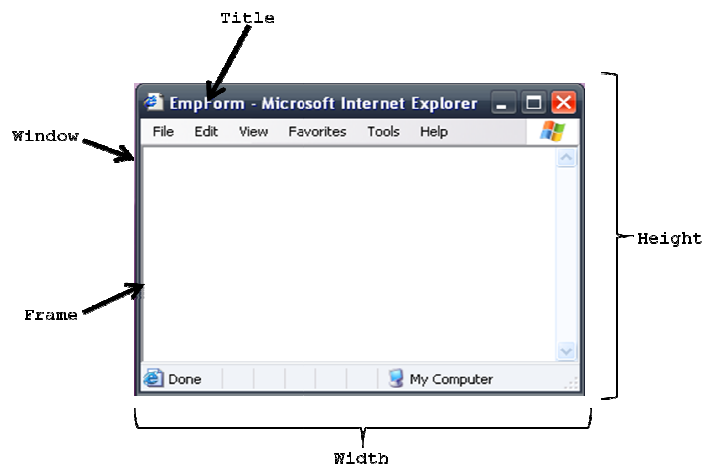 Title
EmpForm - Microsoft Internet Explorer
File Edit View Favorites Tools Help
Window
Height
Frame
Done My Computer
Width